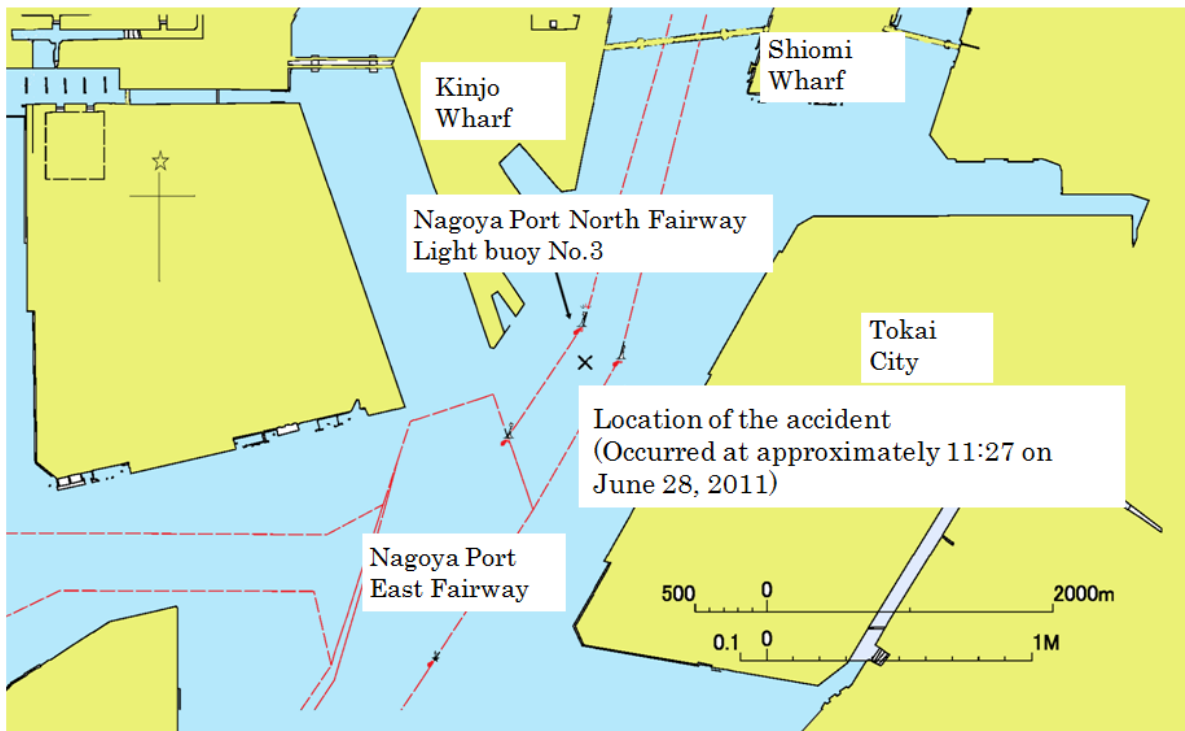 Shiomi
Wharf
Kinjo
Wharf
Nagoya Port North Fairway
Light buoy No.3
Tokai
City
Location of the accident
(Occurred at approximately 11:27 on
June 28, 2011)
Nagoya Port
East Fairway
500 0 2000m
0.1 0 1M